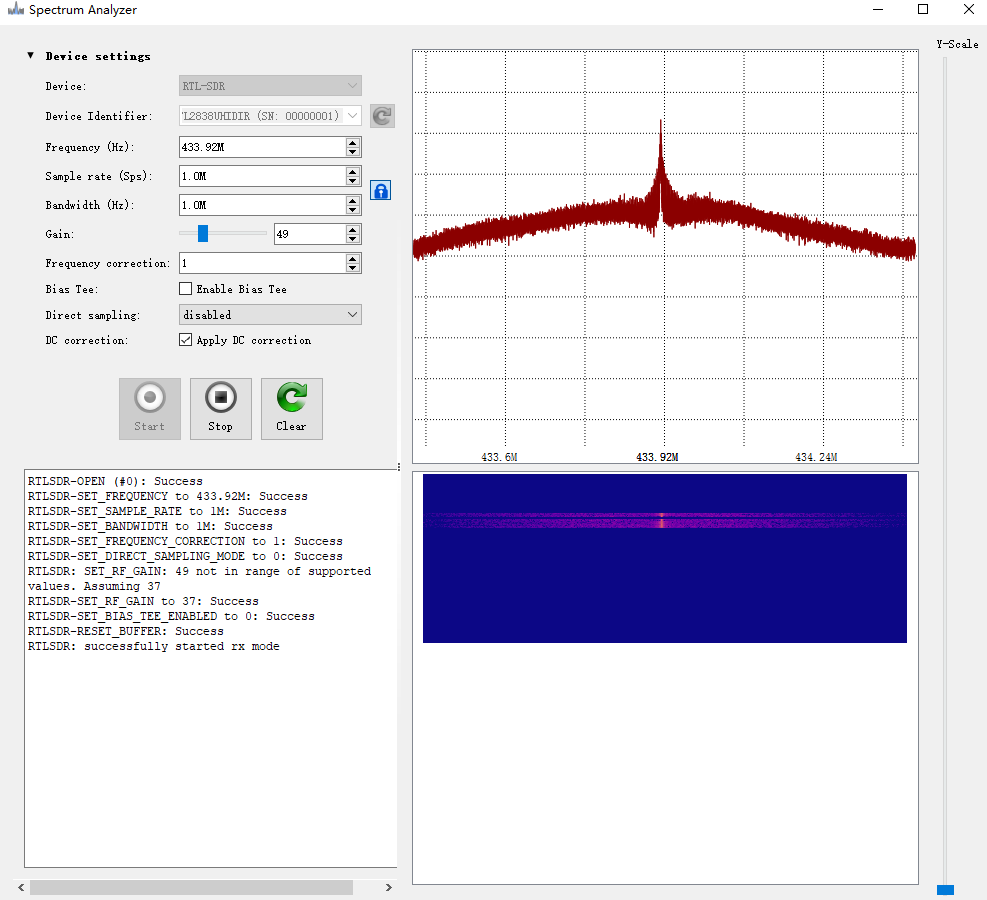 Spectrum Analyzer
Y-Scale
Device settings
Device: RTL-SDR
Device Identifier: 'L2838UHIDIR (SN: 00000001)
Frequency (Hz): 433.92M
Sample rate (Sps): 1.0M
Bandwidth (Hz): 1.0M
Gain: 49
Frequency correction: 1
Bias Tee: Enable Bias Tee
Direct sampling: disabled
DC correction: Apply DC correction
Start Stop Clear
433.6M 433.92M 434.24M
RTLSDR-OPEN (#0): Success
RTLSDR-SET_FREQUENCY to 433.92M: Success
RTLSDR-SET_SAMPLE_RATE to 1M: Success
RTLSDR-SET_BANDWIDTH to 1M: Success
RTLSDR-SET_FREQUENCY_CORRECTION to 1: Success
RTLSDR-SET_DIRECT_SAMPLING_MODE to 0: Success
RTLSDR: SET_RF_GAIN: 49 not in range of supported
values. Assuming 37
RTLSDR-SET_RF_GAIN to 37: Success
RTLSDR-SET_BIAS_TEE_ENABLED to 0: Success
RTLSDR-RESET_BUFFER: Success
RTLSDR: successfully started rx mode